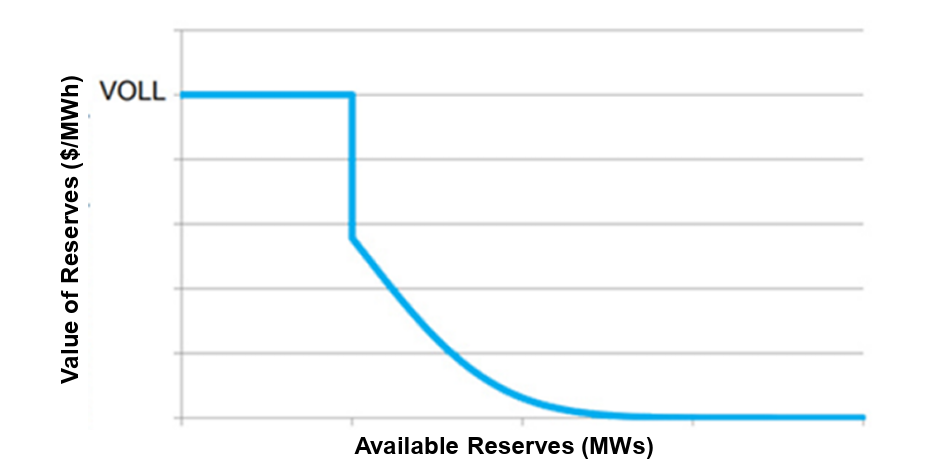 Value of Reserves ($/MWh)
VOLL
Available Reserves (MWs)